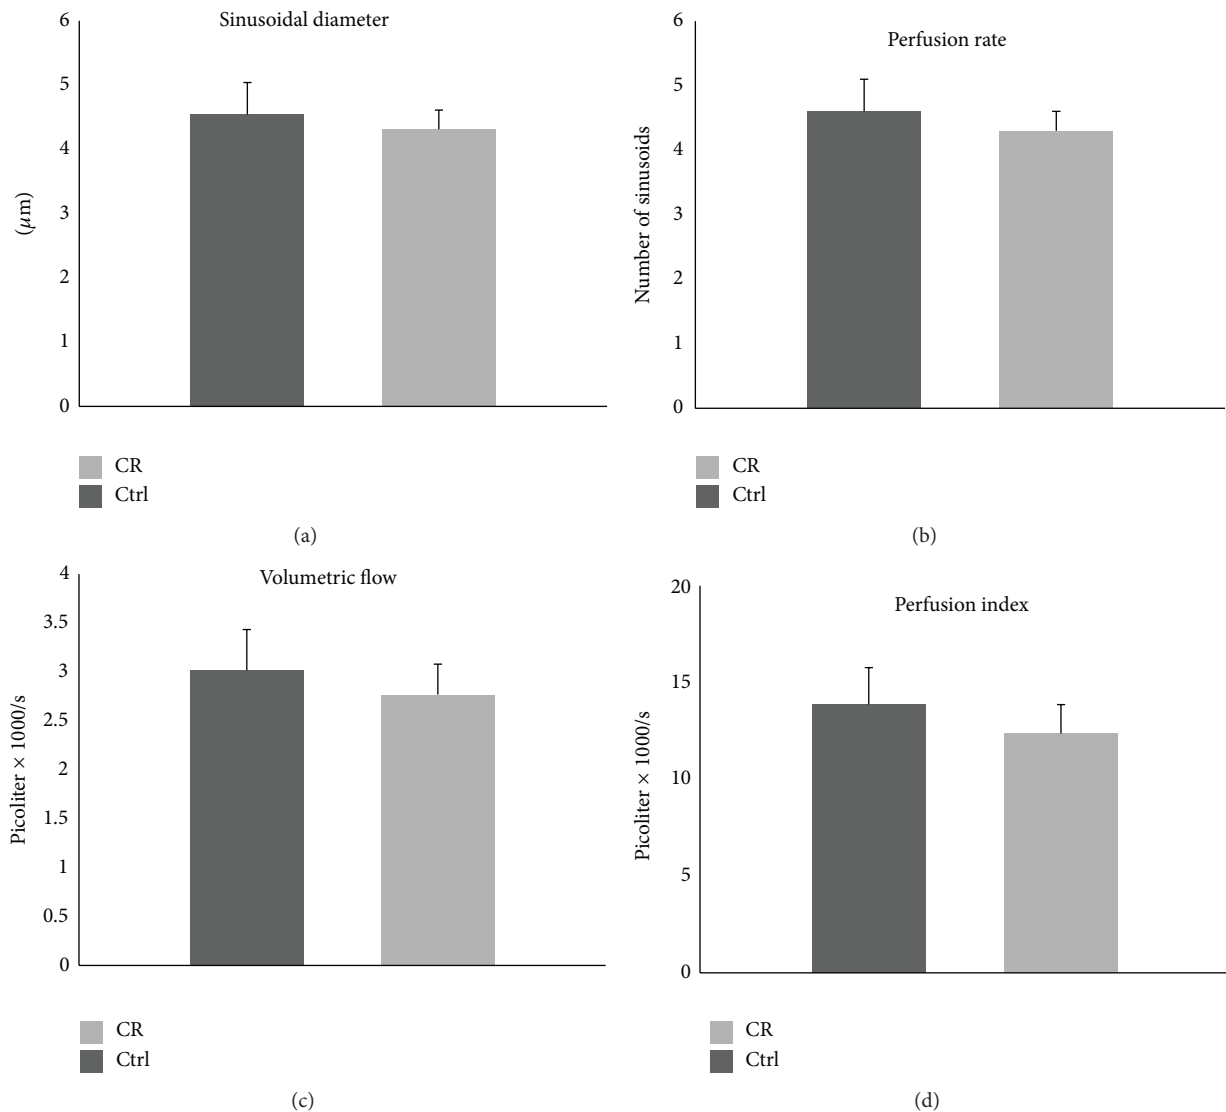 Sinusoidal diameter
6
5
4
3
2
1
0
(μm)
CR
Ctrl
(a)
Perfusion rate
6
5
4
3
2
1
0
Number of sinusoids
CR
Ctrl
(b)
Volumetric flow
4
3.5
3
2.5
2
1.5
1
0.5
0
Picoliter × 1000/s
CR
Ctrl
(c)
Perfusion index
20
15
10
5
0
Picoliter × 1000/s
CR
Ctrl
(d)